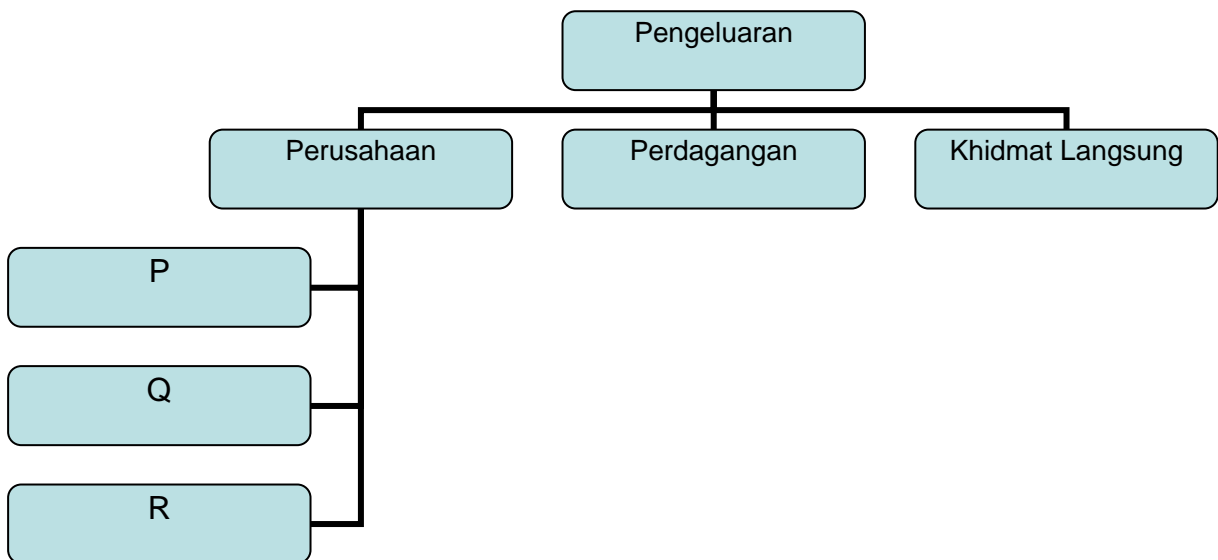 Pengeluaran
Perusahaan
Perdagangan
Khidmat Langsung
P
Q
R